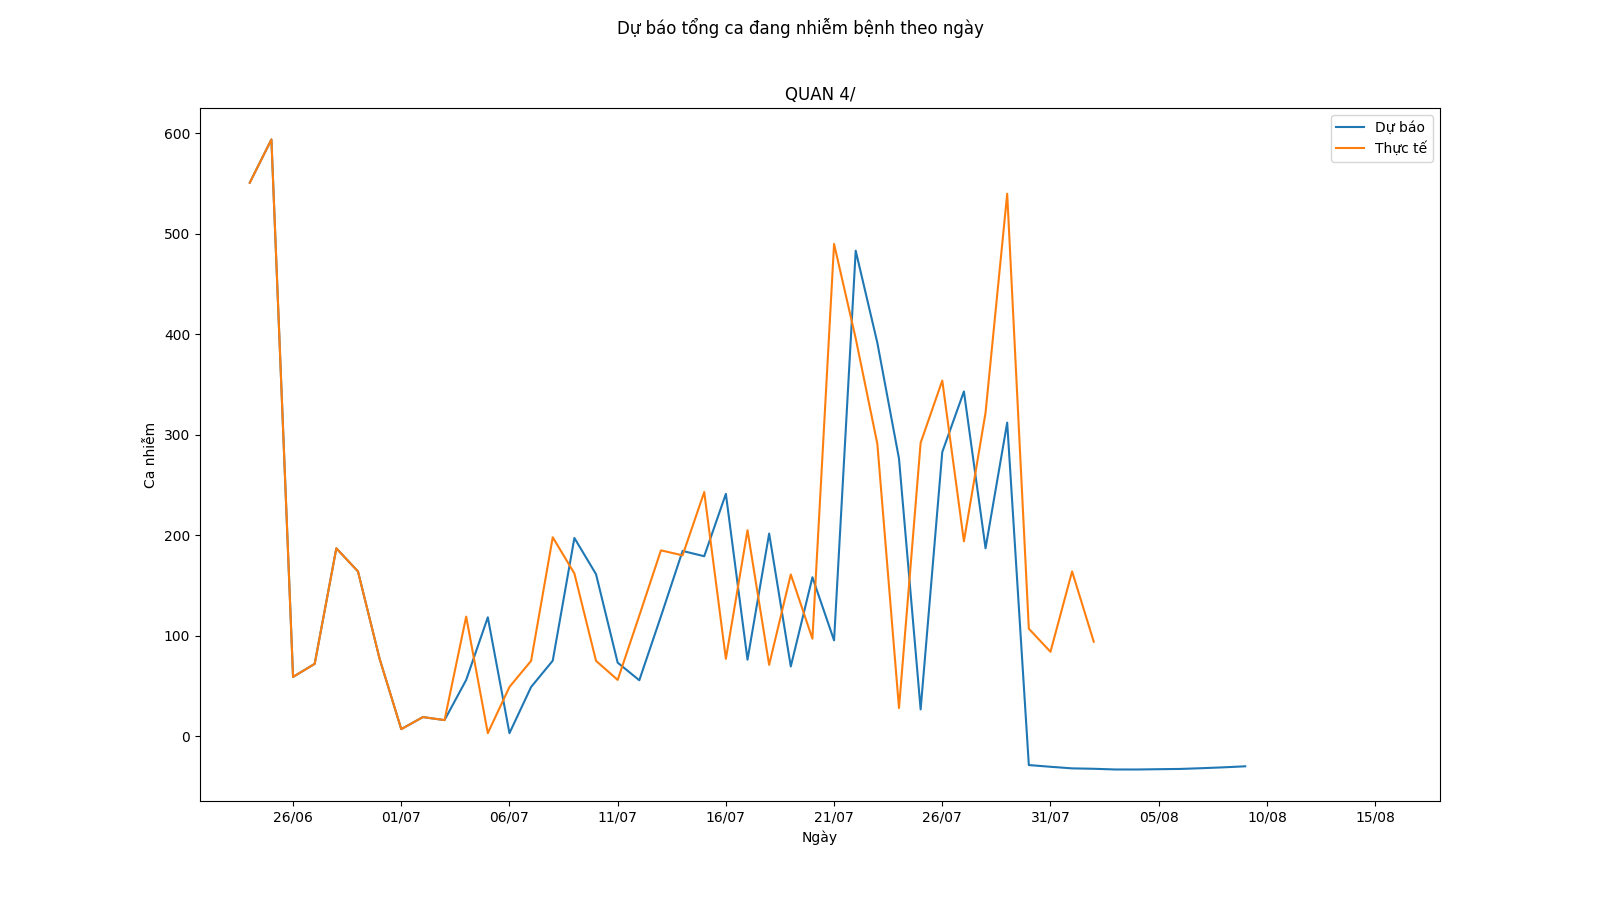 Dự báo tổng ca đang nhiễm bệnh theo ngày
QUAN 4/
Dự báo
Thực tế
600
500
400
300
200
100
0
Ca nhiễm
26/06 01/07 06/07 11/07 16/07 21/07 26/07 31/07 05/08 10/08 15/08
Ngày